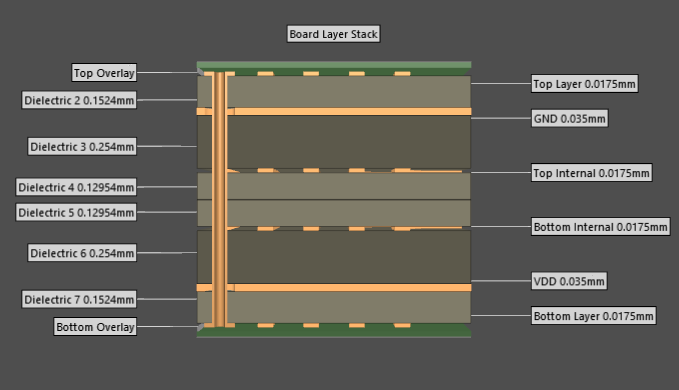 Board Layer Stack
Top Overlay
Dielectric 2 0.1524mm
Dielectric 3 0.254mm
Dielectric 4 0.12954mm
Dielectric 5 0.12954mm
Dielectric 6 0.254mm
Dielectric 7 0.1524mm
Bottom Overlay
Top Layer 0.0175mm
GND 0.035mm
Top Internal 0.0175mm
Bottom Internal 0.0175mm
VDD 0.035mm
Bottom Layer 0.0175mm